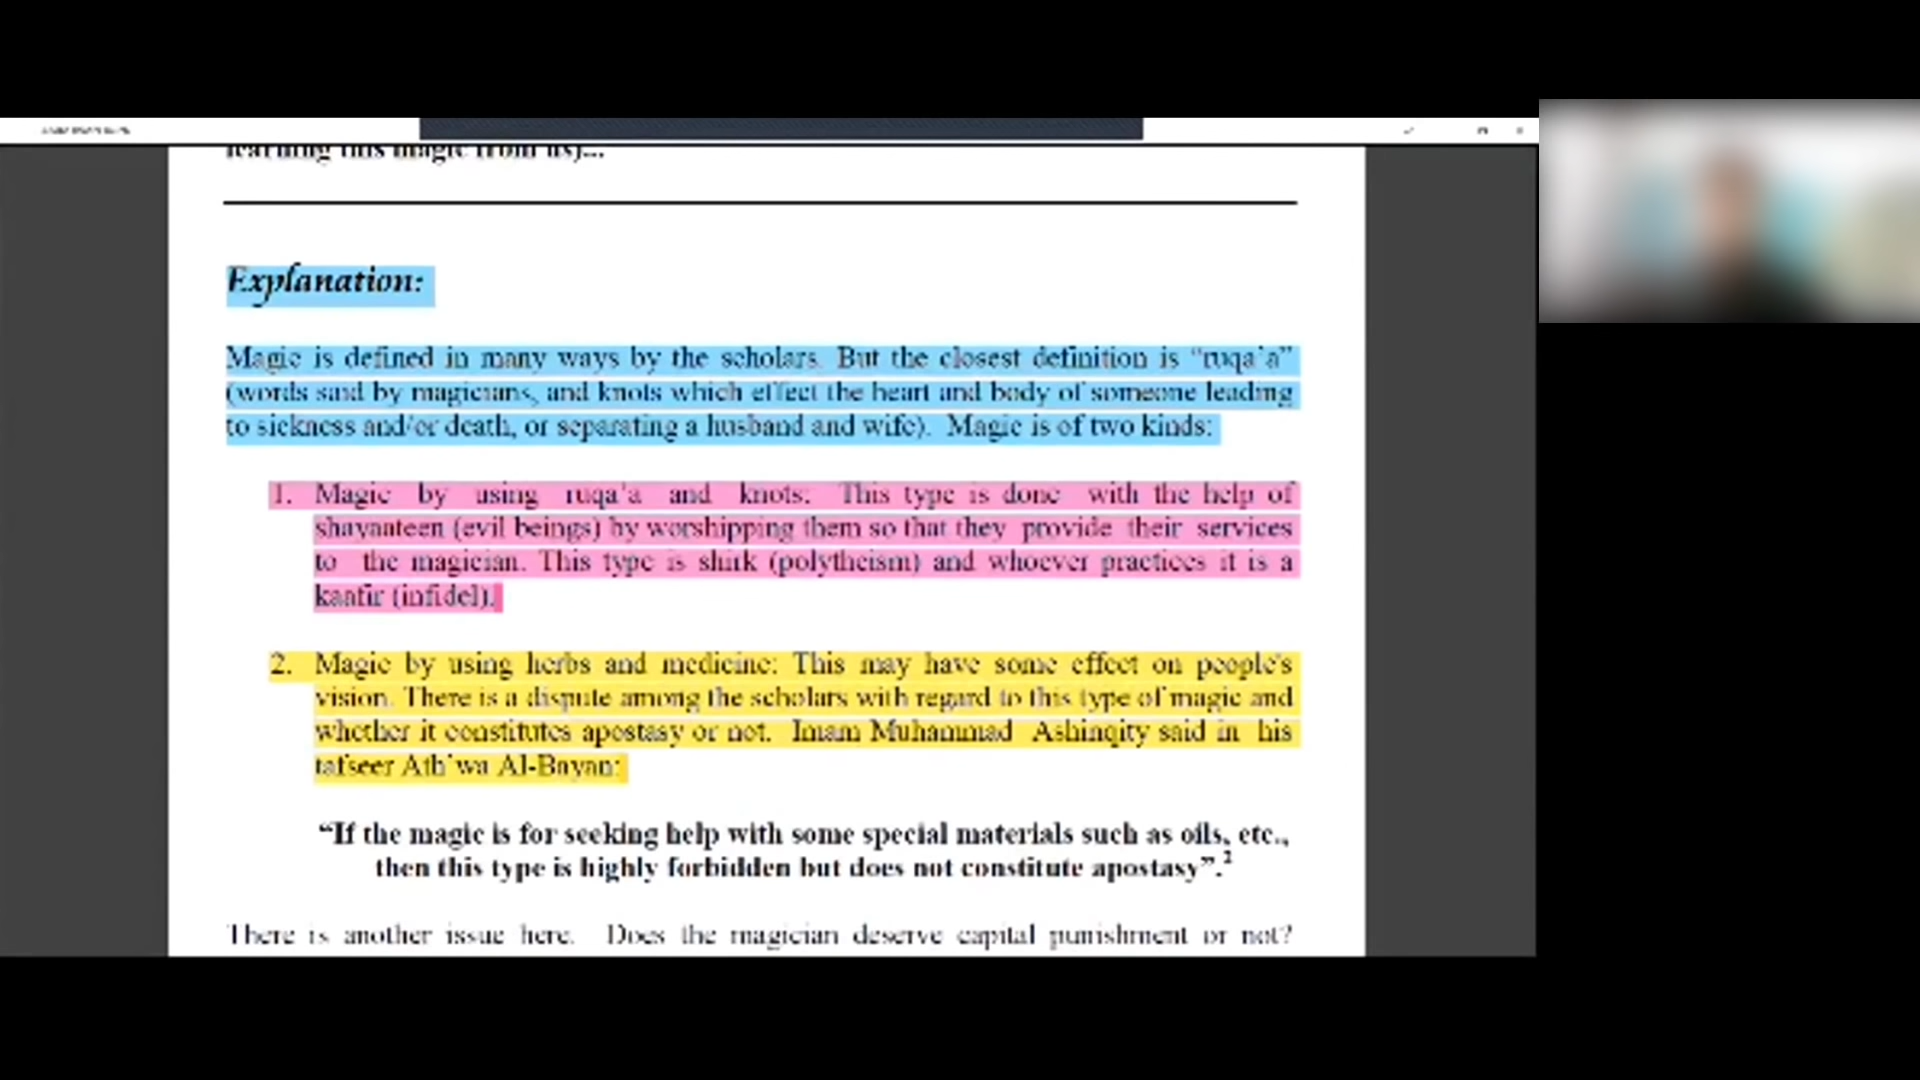 learning this magic from us)...
Explanation:
Magic is defined in many ways by the scholars. But the closest definition is “ruqa’a”
(words said by magicians, and knots which effect the heart and body of someone leading
to sickness and/or death, or separating a husband and wife). Magic is of two kinds:
1. Magic by using ruqa’a and knots: This type is done with the help of
shayaateen (evil beings) by worshipping them so that they provide their services
to the magician. This type is shirk (polytheism) and whoever practices it is a
kaafir (infidel).
2. Magic by using herbs and medicine: This may have some effect on people's
vision. There is a dispute among the scholars with regard to this type of magic and
whether it constitutes apostasy or not. Imam Muhammad Ashinqity said in his
tafseer Ath’wa Al-Bayan:
“If the magic is for seeking help with some special materials such as oils, etc.,
then this type is highly forbidden but does not constitute apostasy”.²
There is another issue here. Does the magician deserve capital punishment or not?